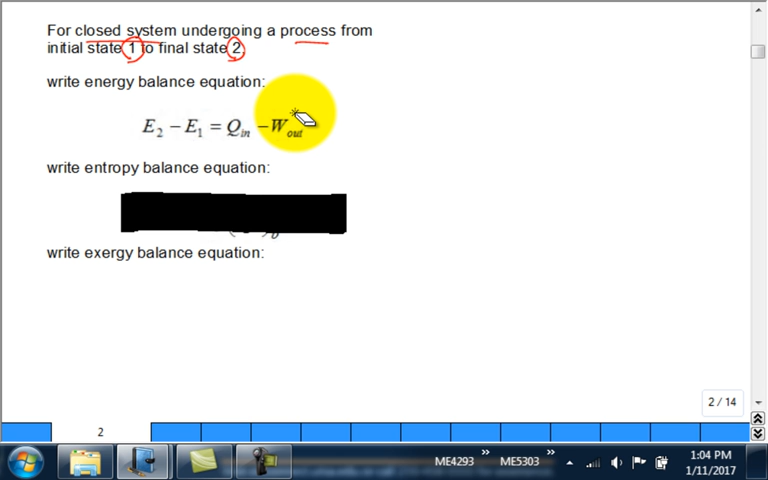 For closed system undergoing a process from
initial state 1 to final state 2.
write energy balance equation:
E₂ − E₁ = Q_in − W_out
write entropy balance equation:
write exergy balance equation:
2 / 14
2
ME4293
ME5303
1:04 PM
1/11/2017